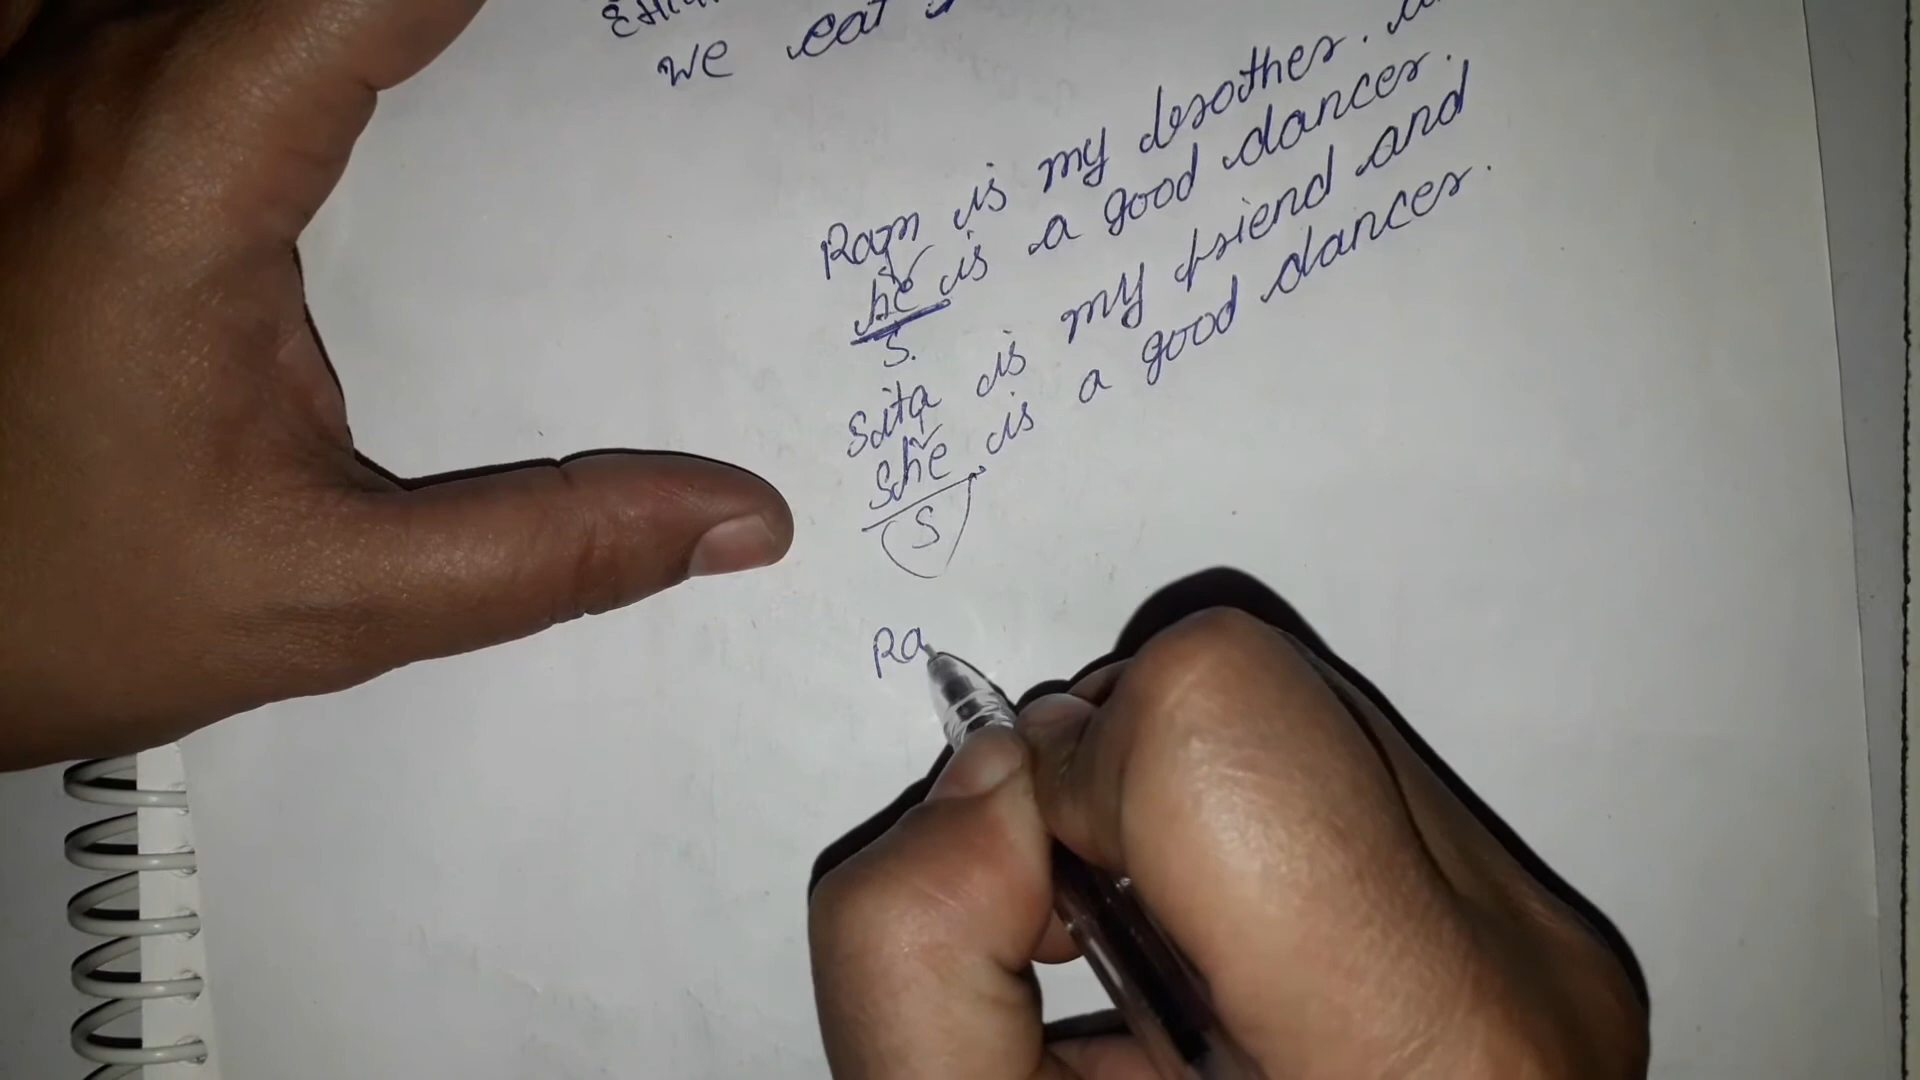 we eat
Ram is my brother.
he is a good dancer.
S.
Sita is my friend and
She is a good dancer.
S
Ra